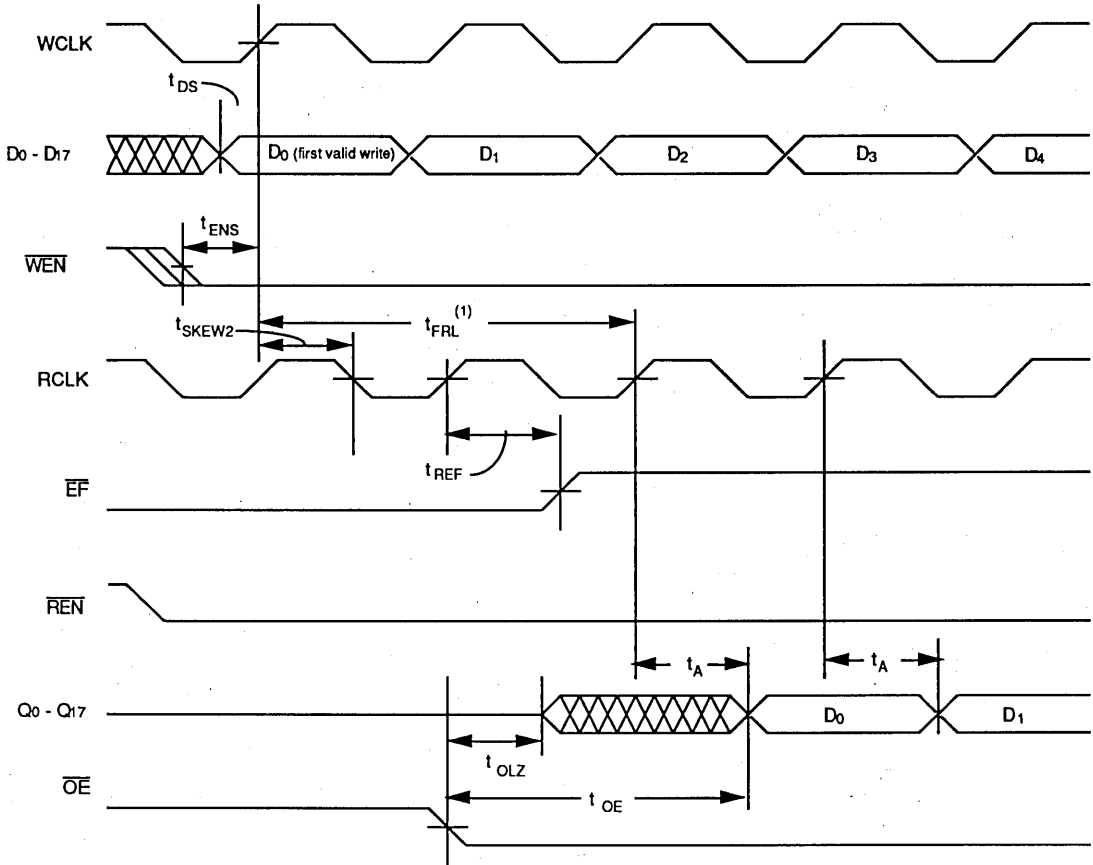 WCLK
tDS
D0 - D17
D0 (first valid write)
D1
D2
D3
D4
tENS
WEN
tSKEW2
tFRL(1)
RCLK
tREF
EF
REN
tA
tA
Q0 - Q17
D0
D1
tOLZ
OE
tOE